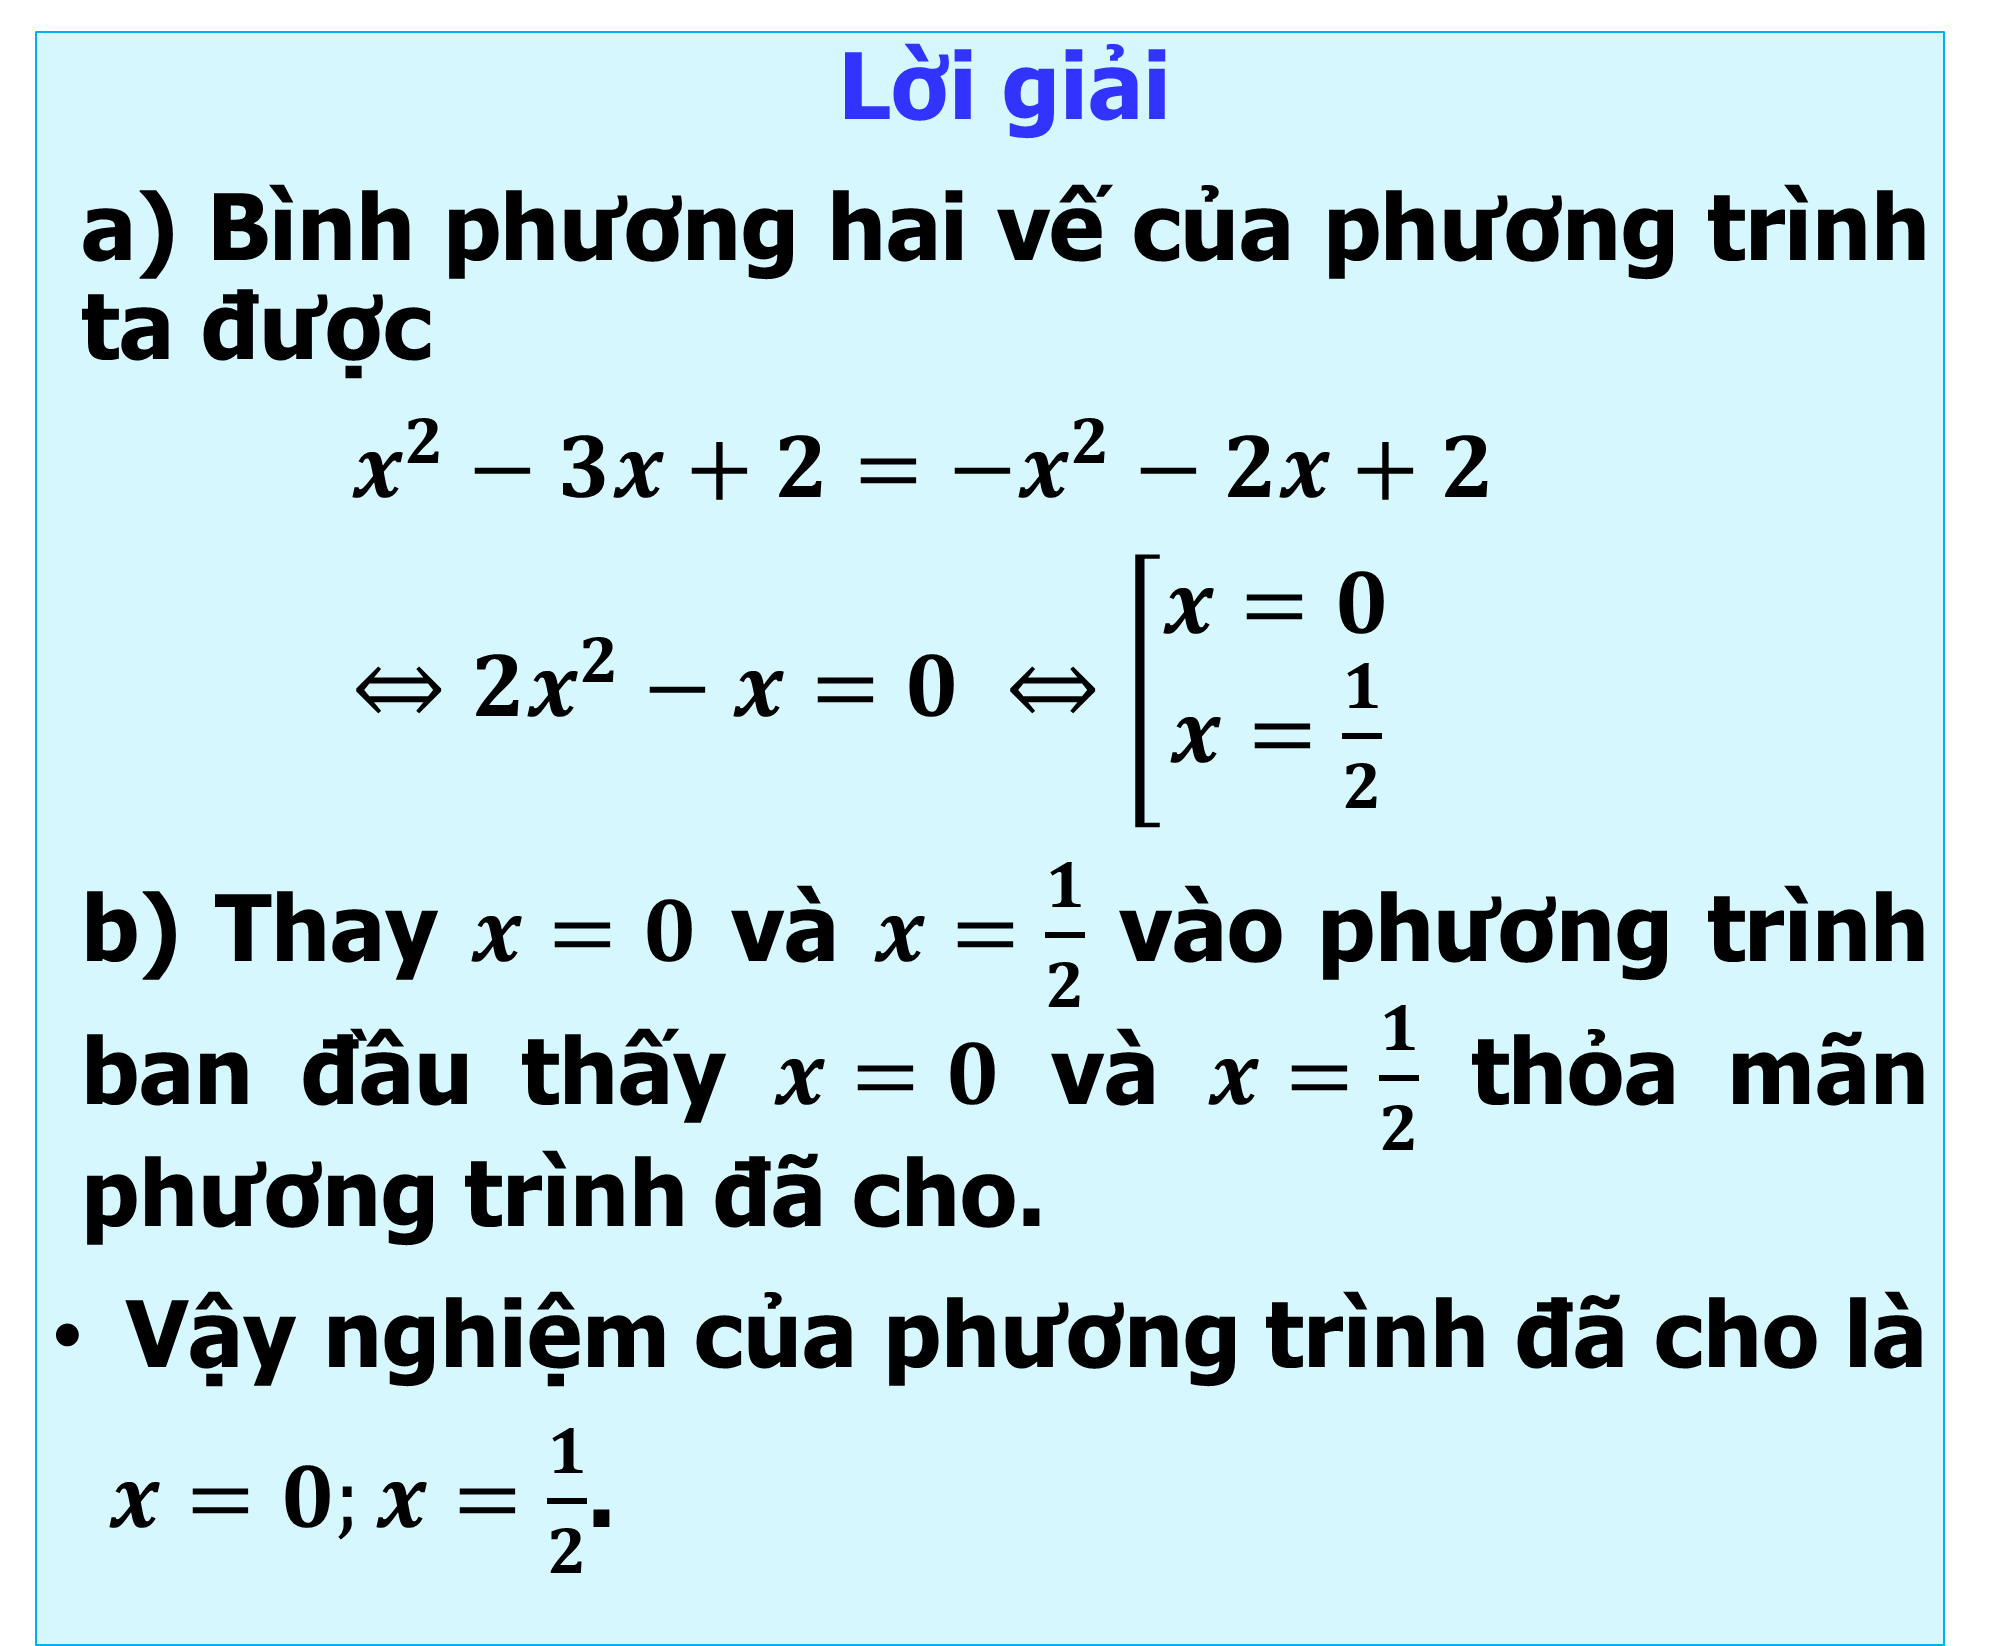 Lời giải
a) Bình phương hai vế của phương trình
ta được
x² − 3x + 2 = −x² − 2x + 2
⇔ 2x² − x = 0 ⇔ [x = 0
x = 1/2
b) Thay x = 0 và x = 1/2 vào phương trình
ban đầu thấy x = 0 và x = 1/2 thỏa mãn
phương trình đã cho.
• Vậy nghiệm của phương trình đã cho là
x = 0; x = 1/2.